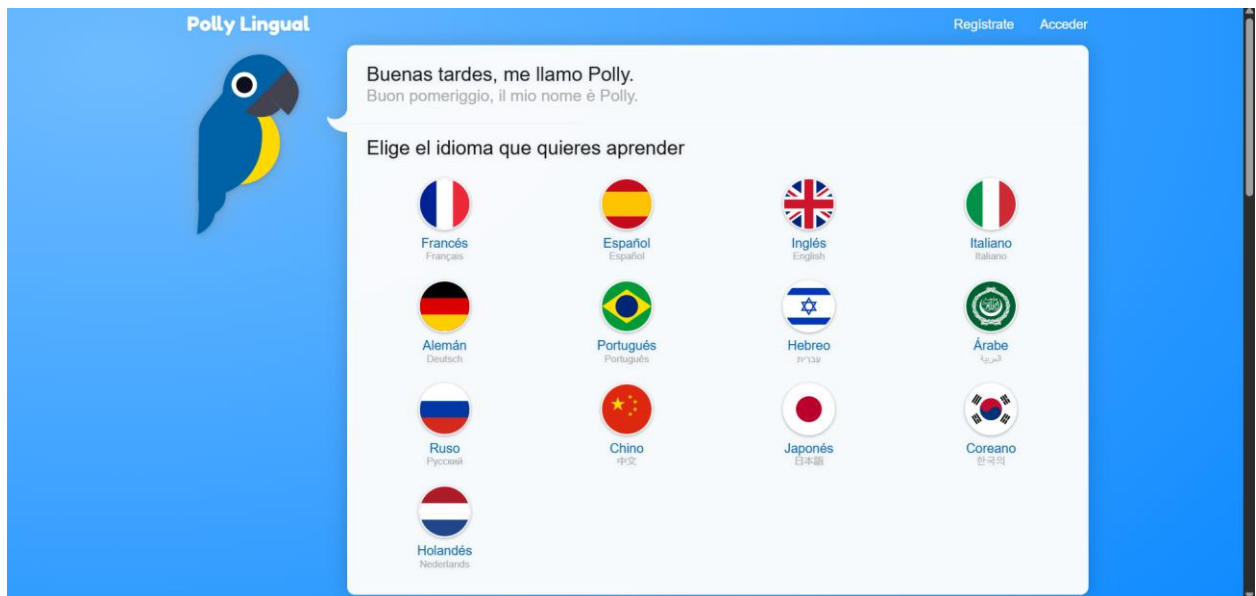 Polly Lingual
Regístrate Acceder
Buenas tardes, me llamo Polly.
Buon pomeriggio, il mio nome è Polly.
Elige el idioma que quieres aprender
Francés Español Inglés Italiano
Français Español English Italiano
Alemán Portugués Hebreo Árabe
Deutsch Português עברית العربية
Ruso Chino Japonés Coreano
Русский 中文 日本語 한국의
Holandés
Nederlands